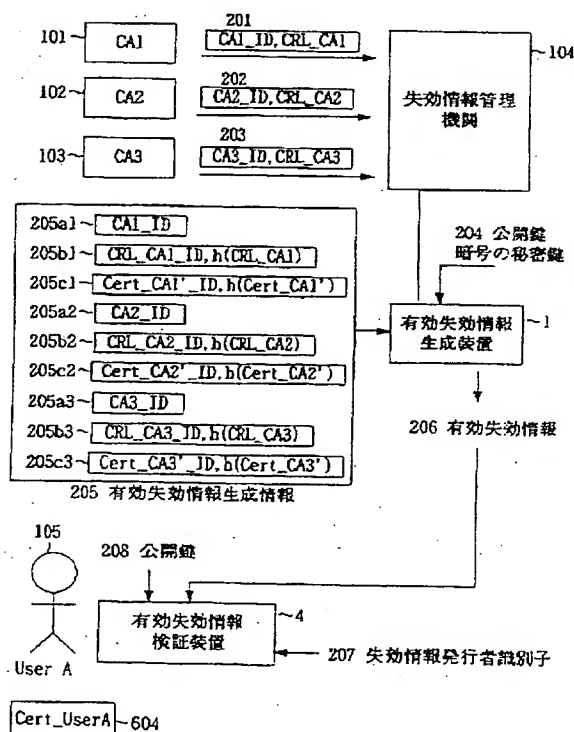 201
101 CA1 CA1_ID,CRL_CA1 104
202
102 CA2 CA2_ID,CRL_CA2
失効情報管理
機関
203
103 CA3 CA3_ID,CRL_CA3
205a1 CA1_ID
205b1 CRL_CA1_ID,h(CRL_CA1)
205c1 Cert_CA1'_ID,h(Cert_CA1')
205a2 CA2_ID
205b2 CRL_CA2_ID,h(CRL_CA2)
205c2 Cert_CA2'_ID,h(Cert_CA2')
205a3 CA3_ID
205b3 CRL_CA3_ID,h(CRL_CA3)
205c3 Cert_CA3'_ID,h(Cert_CA3')
205 有効失効情報生成情報
204 公開鍵
暗号の秘密鍵
有効失効情報
生成装置
1
206 有効失効情報
105
User A
208 公開鍵
有効失効情報
検証装置
4
207 失効情報発行者識別子
Cert_UserA 604